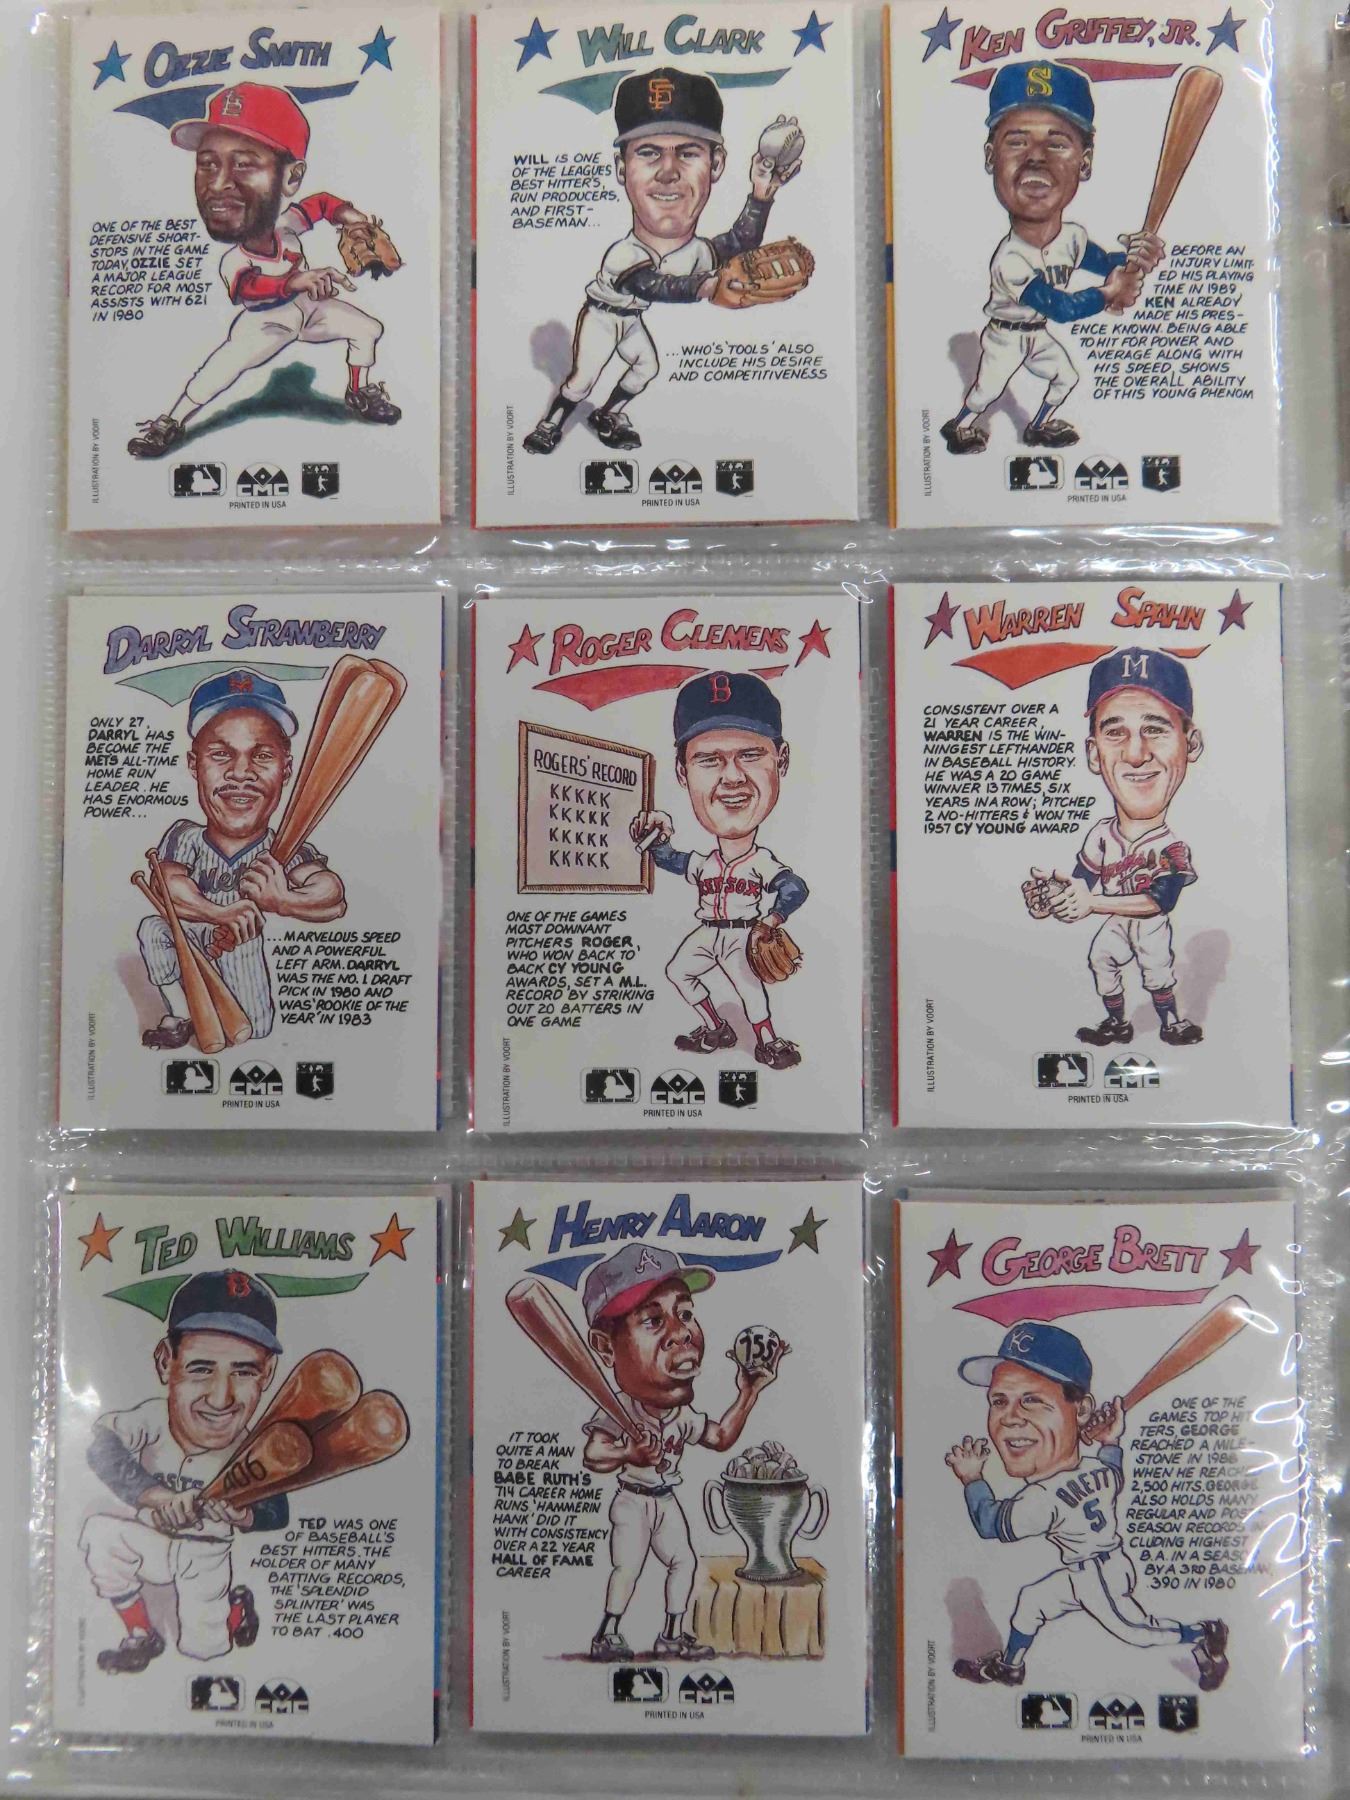 OZZIE SMITH
ONE OF THE BEST
DEFENSIVE SHORT-
STOPS IN THE GAME
TODAY, OZZIE SET
A MAJOR LEAGUE
RECORD FOR MOST
ASSISTS WITH 621
IN 1980
ILLUSTRATION BY VOORT
CMC
PRINTED IN USA
WILL CLARK
SF
WILL IS ONE
OF THE LEAGUES
BEST HITTERS,
RUN PRODUCERS,
AND FIRST-
BASEMAN...
...WHO'S 'TOOLS' ALSO
INCLUDE HIS DESIRE
AND COMPETITIVENESS
ILLUSTRATION BY VOORT
CMC
PRINTED IN USA
KEN GRIFFEY, JR.
S
BEFORE AN
INJURY LIMIT-
ED HIS PLAYING
TIME IN 1989
KEN ALREADY
MADE HIS PRES-
ENCE KNOWN. BEING ABLE
TO HIT FOR POWER AND
AVERAGE ALONG WITH
HIS SPEED, SHOWS
THE OVERALL ABILITY
OF THIS YOUNG PHENOM
ILLUSTRATION BY VOORT
CMC
PRINTED IN USA
DARRYL STRAWBERRY
ONLY 27,
DARRYL HAS
BECOME THE
METS ALL-TIME
HOME RUN
LEADER. HE
HAS ENORMOUS
POWER...
Met
...MARVELOUS SPEED
AND A POWERFUL
LEFT ARM. DARRYL
WAS THE NO. 1 DRAFT
PICK IN 1980 AND
WAS 'ROOKIE OF THE
YEAR' IN 1983
ILLUSTRATION BY VOORT
CMC
PRINTED IN USA
ROGER CLEMENS
B
ROGERS' RECORD
KKKKK
KKKKK
KKKKK
KKKKK
RED SOX
ONE OF THE GAMES
MOST DOMINANT
PITCHERS ROGER,
WHO WON BACK TO
BACK CY YOUNG
AWARDS, SET A M.L.
RECORD BY STRIKING
OUT 20 BATTERS IN
ONE GAME
ILLUSTRATION BY VOORT
CMC
PRINTED IN USA
WARREN SPAHN
M
CONSISTENT OVER A
21 YEAR CAREER,
WARREN IS THE WIN-
NINGEST LEFTHANDER
IN BASEBALL HISTORY.
HE WAS A 20 GAME
WINNER 13 TIMES, SIX
YEARS IN A ROW; PITCHED
2 NO-HITTERS & WON THE
1957 CY YOUNG AWARD
ILLUSTRATION BY VOORT
CMC
PRINTED IN USA
TED WILLIAMS
B
406
TED WAS ONE
OF BASEBALL'S
BEST HITTERS. THE
HOLDER OF MANY
BATTING RECORDS,
THE 'SPLENDID
SPLINTER' WAS
THE LAST PLAYER
TO BAT .400
CMC
PRINTED IN USA
HENRY AARON
A
755
IT TOOK
QUITE A MAN
TO BREAK
BABE RUTH'S
714 CAREER HOME
RUNS 'HAMMERIN
HANK' DID IT
WITH CONSISTENCY
OVER A 22 YEAR
HALL OF FAME
CAREER
44
ILLUSTRATION BY VOORT
CMC
PRINTED IN USA
GEORGE BRETT
KC
BRETT
5
ONE OF THE
GAMES TOP HIT
TERS, GEORGE
REACHED A MILE-
STONE IN 1988
WHEN HE REACH
2,500 HITS. GEORGE
ALSO HOLDS MANY
REGULAR AND POS
SEASON RECORDS IN
CLUDING HIGHEST
B.A. IN A SEAS
BY A 3RD BASEMAN,
.390 IN 1980
ILLUSTRATION BY VOORT
CMC
PRINTED IN USA